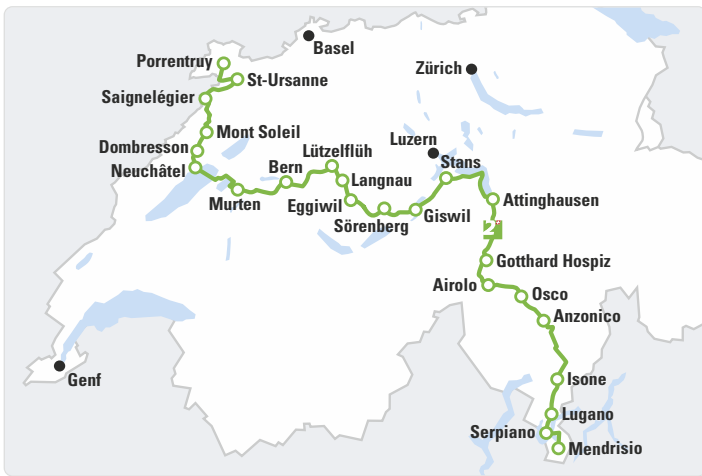 Basel
Porrentruy
Zürich
St-Ursanne
Saignelégier
Mont Soleil
Luzern
Dombresson
Lützelflüh
Stans
Neuchâtel
Bern
Langnau
Murten
Eggiwil
Attinghausen
Sörenberg
Giswil
2
Gotthard Hospiz
Airolo
Osco
Anzonico
Genf
Isone
Lugano
Serpiano
Mendrisio